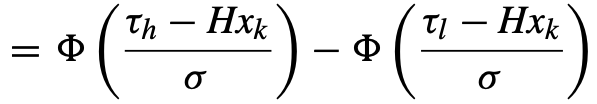 = Φ ( (τ_h − Hx_k) / σ ) − Φ ( (τ_l − Hx_k) / σ )